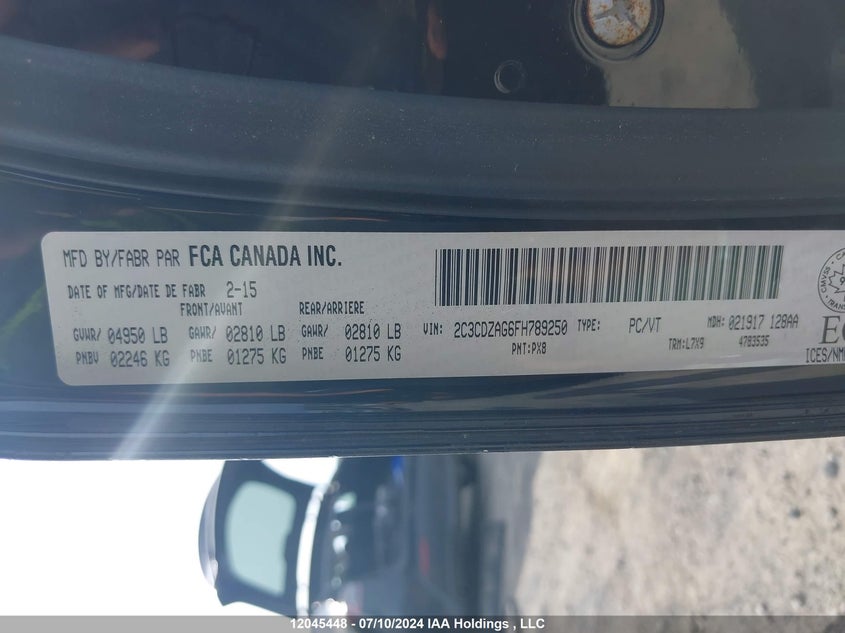 MFD BY/FABR PAR FCA CANADA INC.
DATE OF MFG/DATE DE FABR 2-15
FRONT/AVANT REAR/ARRIERE
GVWR/ 04950 LB GAWR/ 02810 LB GAWR/ 02810 LB
PNBV 02246 KG PNBE 01275 KG PNBE 01275 KG
VIN: 2C3CDZAG6FH789250 TYPE: PC/VT MDH: 021917 128AA
PNT:PX8 TRM:L7X9 4783535
CMVSS
TRANS
ICES/NM
12045448 - 07/10/2024 IAA Holdings , LLC